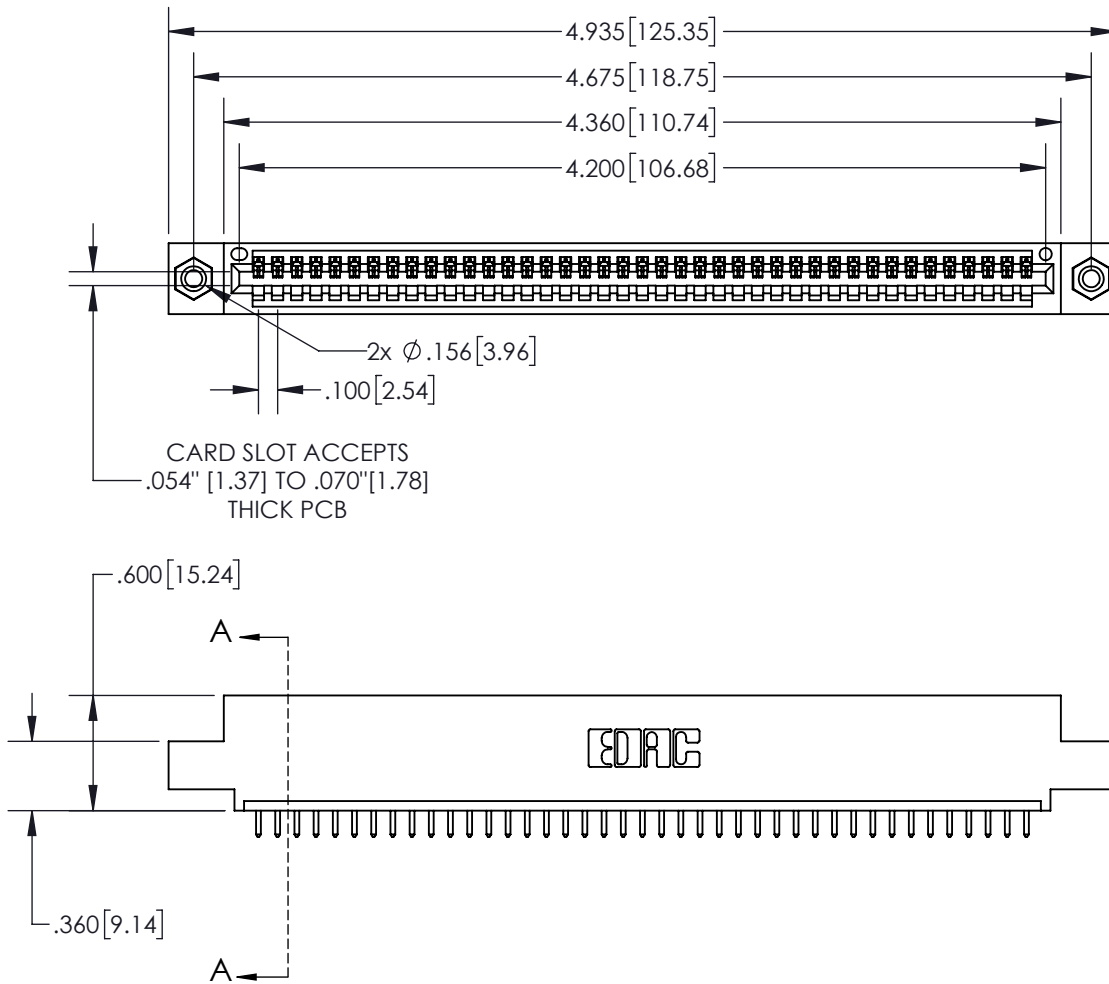 4.935[125.35]
4.675[118.75]
4.360[110.74]
4.200[106.68]
2x Ø.156[3.96]
.100[2.54]
CARD SLOT ACCEPTS
.054" [1.37] TO .070"[1.78]
THICK PCB
.600[15.24]
A
EDAC
.360[9.14]
A